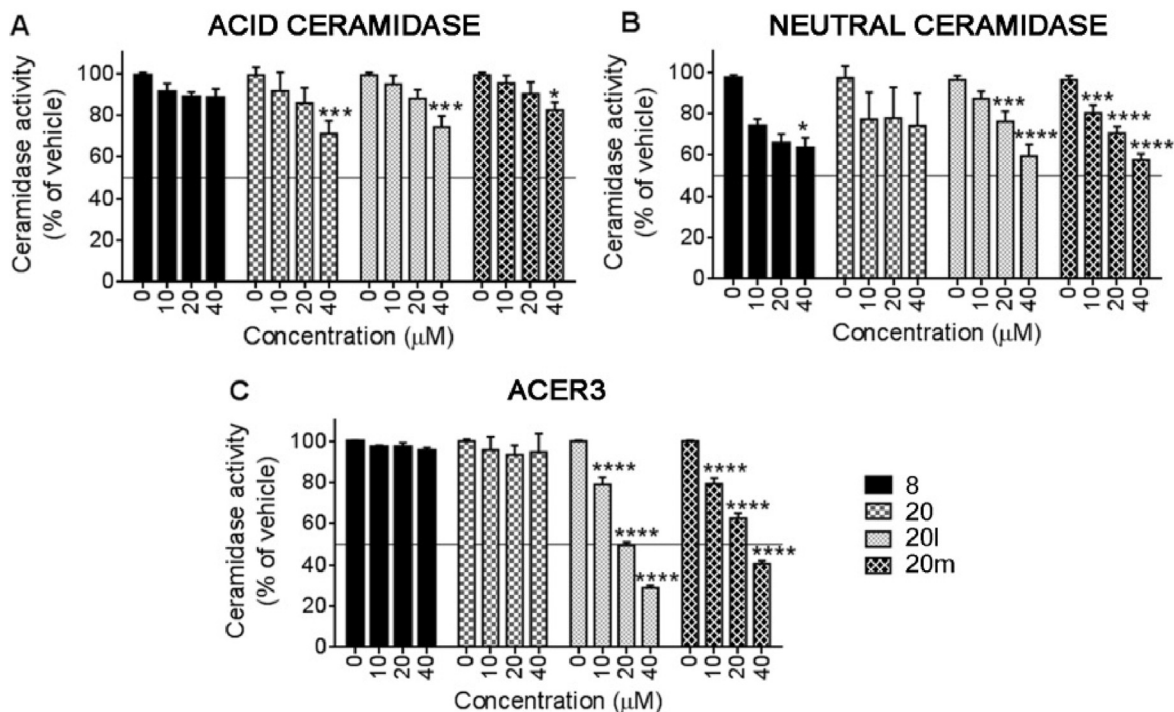 A
ACID CERAMIDASE
Ceramidase activity
(% of vehicle)
100
80
60
40
20
0
***
***
*
0 10 20 40 0 10 20 40 0 10 20 40 0 10 20 40
Concentration (μM)
B
NEUTRAL CERAMIDASE
Ceramidase activity
(% of vehicle)
100
80
60
40
20
0
*
***
****
***
****
****
0 10 20 40 0 10 20 40 0 10 20 40 0 10 20 40
Concentration (μM)
C
ACER3
Ceramidase activity
(% of vehicle)
100
80
60
40
20
0
****
****
****
****
****
****
0 10 20 40 0 10 20 40 0 10 20 40 0 10 20 40
Concentration (μM)
8
20
20l
20m